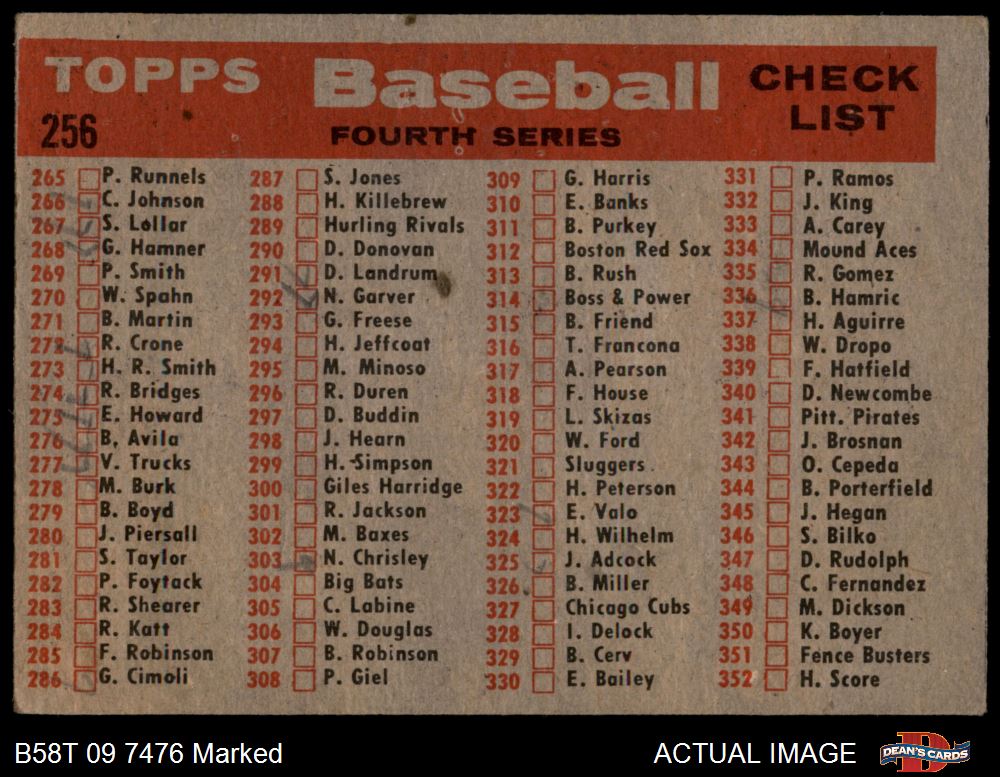 TOPPS Baseball CHECK LIST
256 FOURTH SERIES
265 P. Runnels
266 C. Johnson
267 S. Lollar
268 G. Hamner
269 P. Smith
270 W. Spahn
271 B. Martin
272 R. Crone
273 H. R. Smith
274 R. Bridges
275 E. Howard
276 B. Avila
277 V. Trucks
278 M. Burk
279 B. Boyd
280 J. Piersall
281 S. Taylor
282 P. Foytack
283 R. Shearer
284 R. Katt
285 F. Robinson
286 G. Cimoli
287 S. Jones
288 H. Killebrew
289 Hurling Rivals
290 D. Donovan
291 D. Landrum
292 N. Garver
293 G. Freese
294 H. Jeffcoat
295 M. Minoso
296 R. Duren
297 D. Buddin
298 J. Hearn
299 H. Simpson
300 Giles Harridge
301 R. Jackson
302 M. Baxes
303 N. Chrisley
304 Big Bats
305 C. Labine
306 W. Douglas
307 B. Robinson
308 P. Giel
309 G. Harris
310 E. Banks
311 B. Purkey
312 Boston Red Sox
313 B. Rush
314 Boss & Power
315 B. Friend
316 T. Francona
317 A. Pearson
318 F. House
319 L. Skizas
320 W. Ford
321 Sluggers
322 H. Peterson
323 E. Valo
324 H. Wilhelm
325 J. Adcock
326 B. Miller
327 Chicago Cubs
328 I. Delock
329 B. Cerv
330 E. Bailey
331 P. Ramos
332 J. King
333 A. Carey
334 Mound Aces
335 R. Gomez
336 B. Hamric
337 H. Aguirre
338 W. Dropo
339 F. Hatfield
340 D. Newcombe
341 Pitt. Pirates
342 J. Brosnan
343 O. Cepeda
344 B. Porterfield
345 J. Hegan
346 S. Bilko
347 D. Rudolph
348 C. Fernandez
349 M. Dickson
350 K. Boyer
351 Fence Busters
352 H. Score
B58T 09 7476 Marked ACTUAL IMAGE DEAN'S CARDS